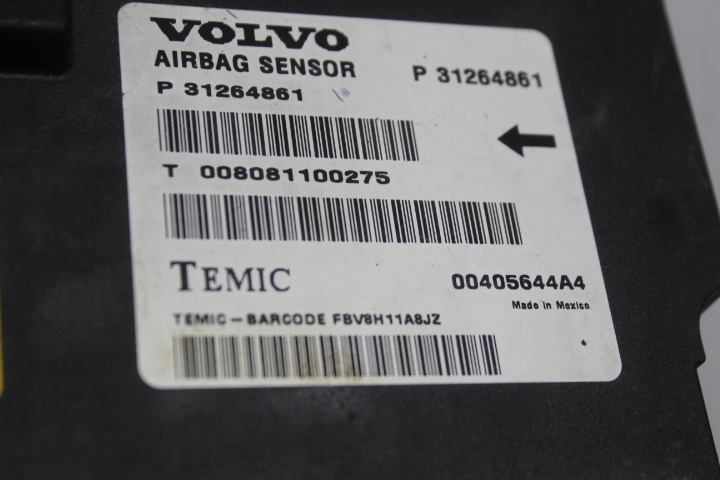 VOLVO
AIRBAG SENSOR P 31264861
P 31264861
T 008081100275
TEMIC 00405644A4
Made in Mexico
TEMIC-BARCODE FBV8H11A8JZ